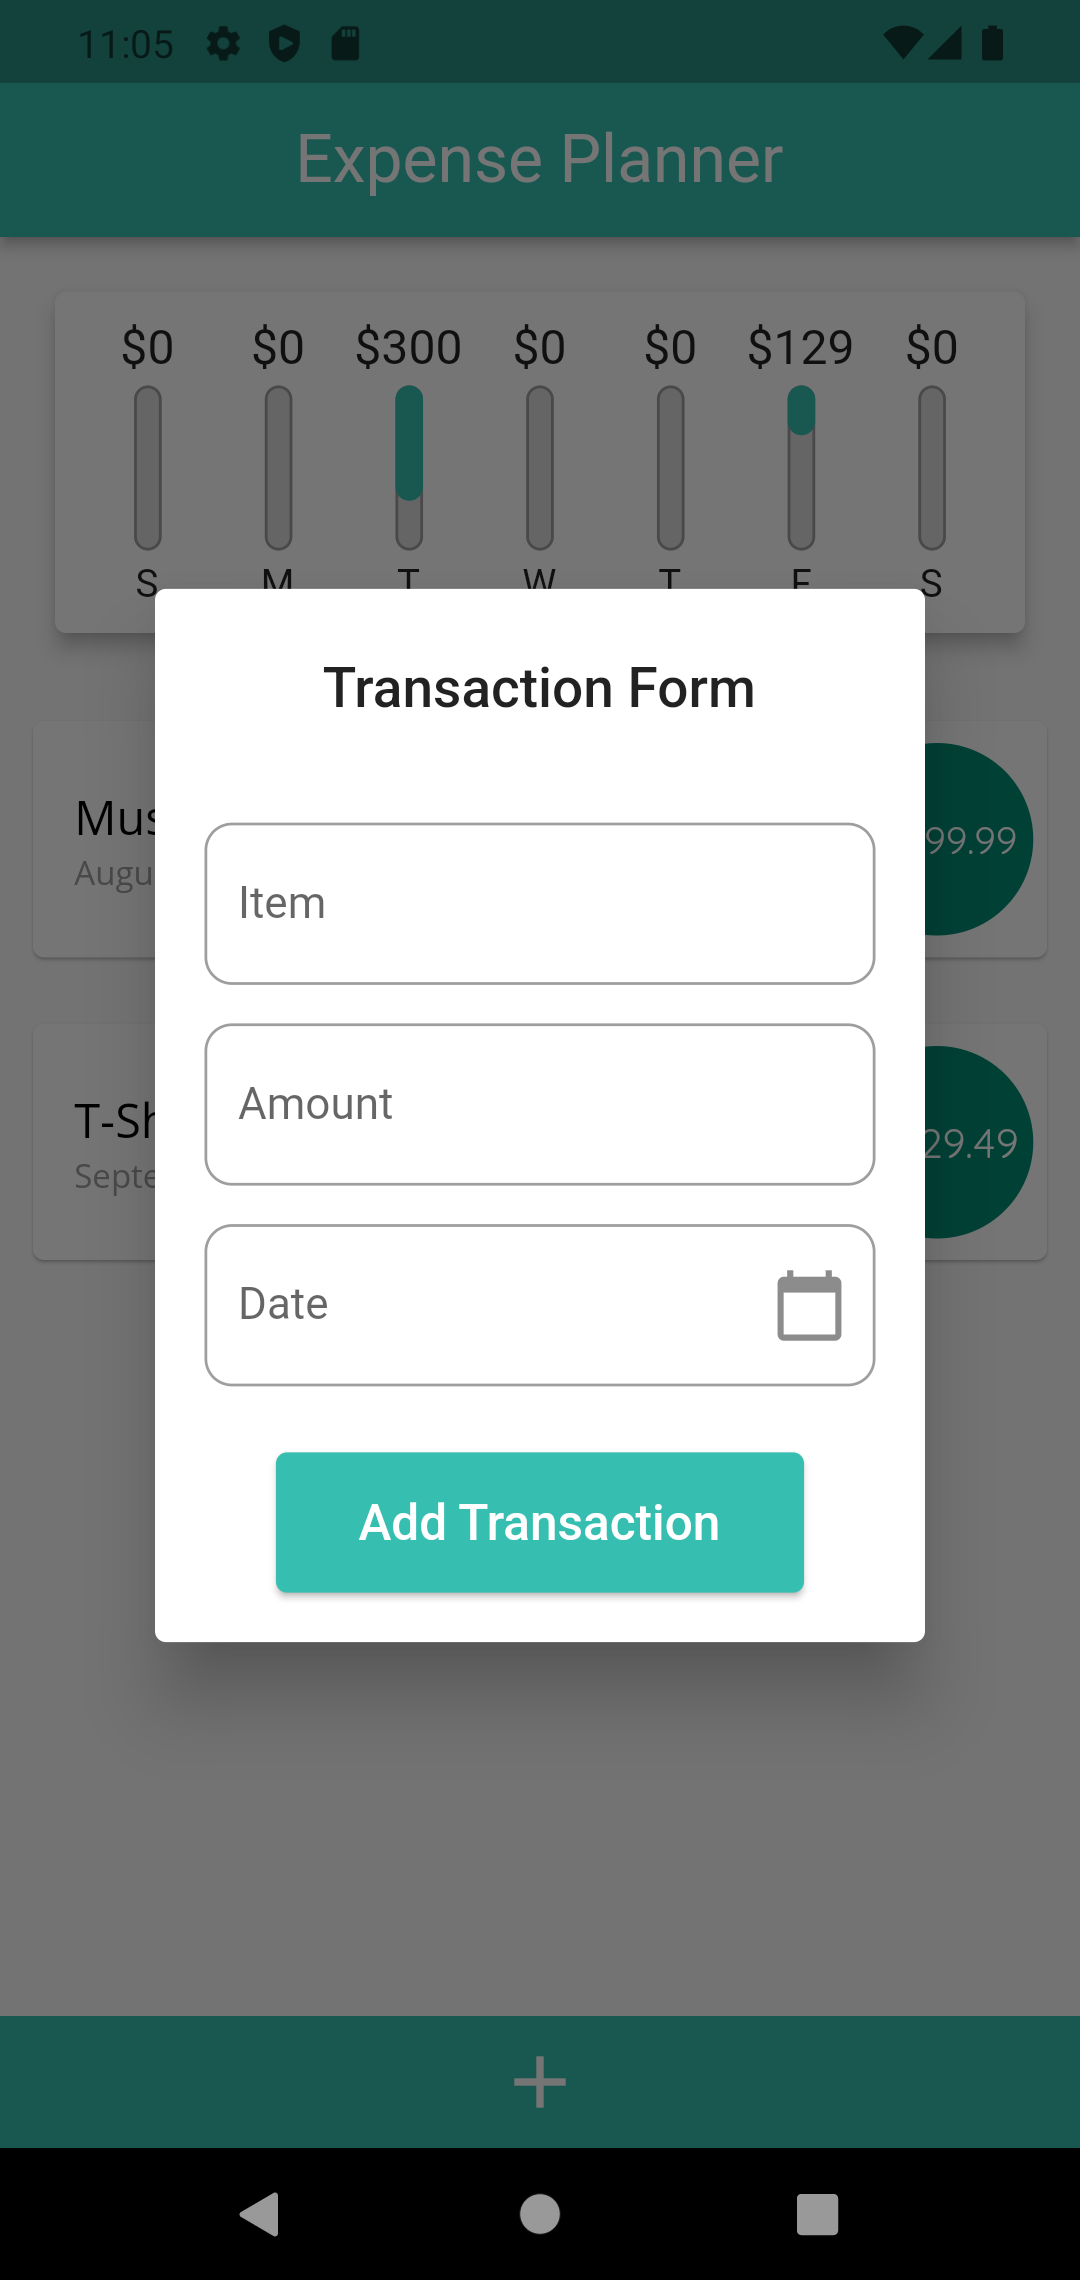 11:05
Expense Planner
$0 $0 $300 $0 $0 $129 $0
S M T W T F S
Transaction Form
Mus
Augu
99.99
Item
Amount
T-Sh
Septe
29.49
Date
Add Transaction